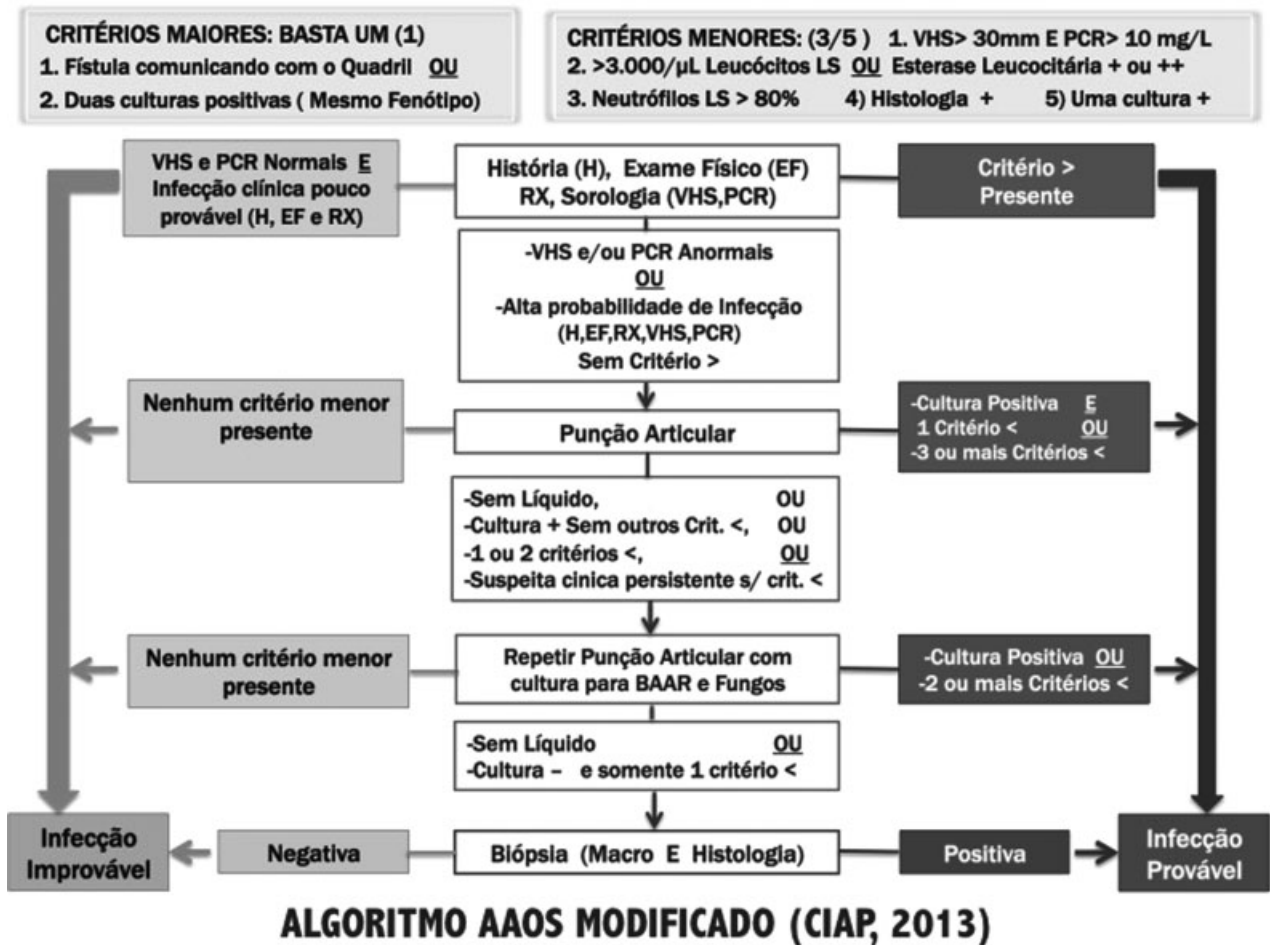 CRITÉRIOS MAIORES: BASTA UM (1)
1. Fístula comunicando com o Quadril OU
2. Duas culturas positivas ( Mesmo Fenótipo)
CRITÉRIOS MENORES: (3/5 ) 1. VHS> 30mm E PCR> 10 mg/L
2. >3.000/µL Leucócitos LS OU Esterase Leucocitária + ou ++
3. Neutrófilos LS > 80% 4) Histologia + 5) Uma cultura +
VHS e PCR Normais E
Infecção clínica pouco
provável (H, EF e RX)
História (H), Exame Físico (EF)
RX, Sorologia (VHS,PCR)
Critério >
Presente
-VHS e/ou PCR Anormais
OU
-Alta probabilidade de Infecção
(H,EF,RX,VHS,PCR)
Sem Critério >
Nenhum critério menor
presente
Punção Articular
-Cultura Positiva E
1 Critério < OU
-3 ou mais Critérios <
-Sem Líquido, OU
-Cultura + Sem outros Crit. <, OU
-1 ou 2 critérios <, OU
-Suspeita cinica persistente s/ crit. <
Nenhum critério menor
presente
Repetir Punção Articular com
cultura para BAAR e Fungos
-Cultura Positiva OU
-2 ou mais Critérios <
-Sem Líquido OU
-Cultura – e somente 1 critério <
Infecção
Improvável
Negativa
Biópsia (Macro E Histologia)
Positiva
Infecção
Provável
ALGORITMO AAOS MODIFICADO (CIAP, 2013)